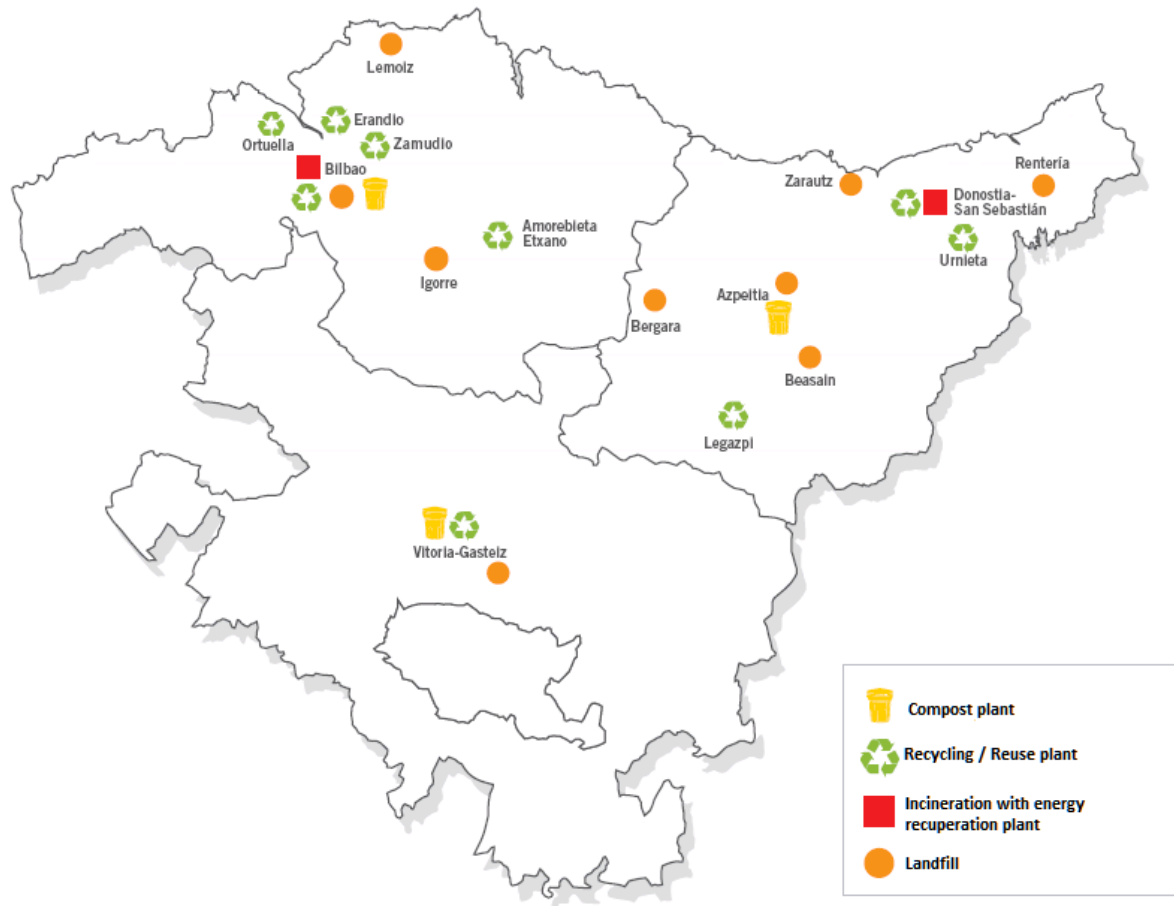 Lemoiz
Erandio
Ortuella
Zamudio
Bilbao
Amorebieta
Etxano
Igorre
Zarautz
Rentería
Donostia-
San Sebastián
Urnieta
Azpeitia
Bergara
Beasain
Legazpi
Vitoria-Gasteiz
Compost plant
Recycling / Reuse plant
Incineration with energy
recuperation plant
Landfill